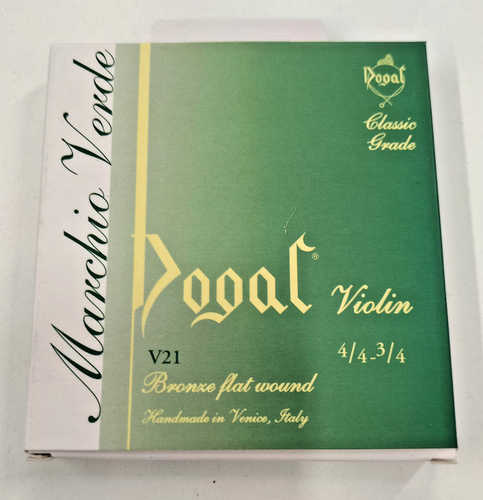 Marchio Verde
Dogal
Classic
Grade
Dogal®
Violin
4/4-3/4
V21
Bronze flat wound
Handmade in Venice, Italy